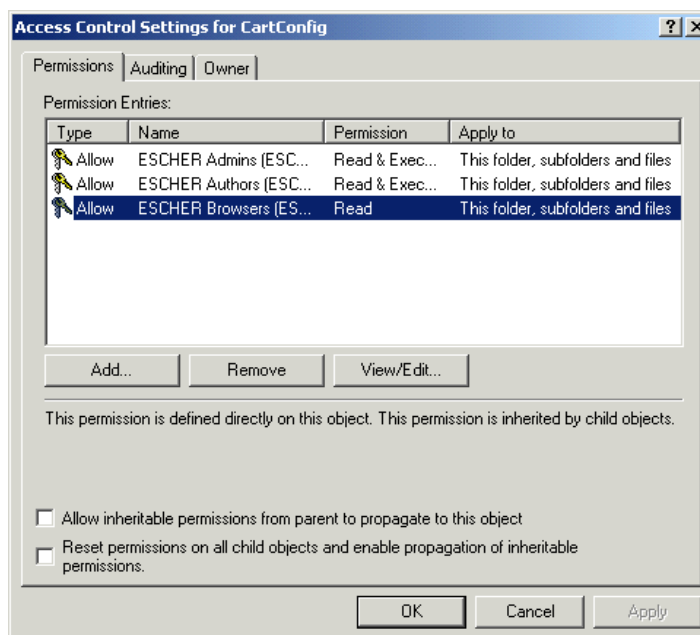 Access Control Settings for CartConfig
Permissions Auditing Owner
Permission Entries:
Type Name Permission Apply to
Allow ESCHER Admins (ESC... Read & Exec... This folder, subfolders and files
Allow ESCHER Authors (ESC... Read & Exec... This folder, subfolders and files
Allow ESCHER Browsers (ES... Read This folder, subfolders and files
Add... Remove View/Edit...
This permission is defined directly on this object. This permission is inherited by child objects.
Allow inheritable permissions from parent to propagate to this object
Reset permissions on all child objects and enable propagation of inheritable
permissions.
OK Cancel Apply